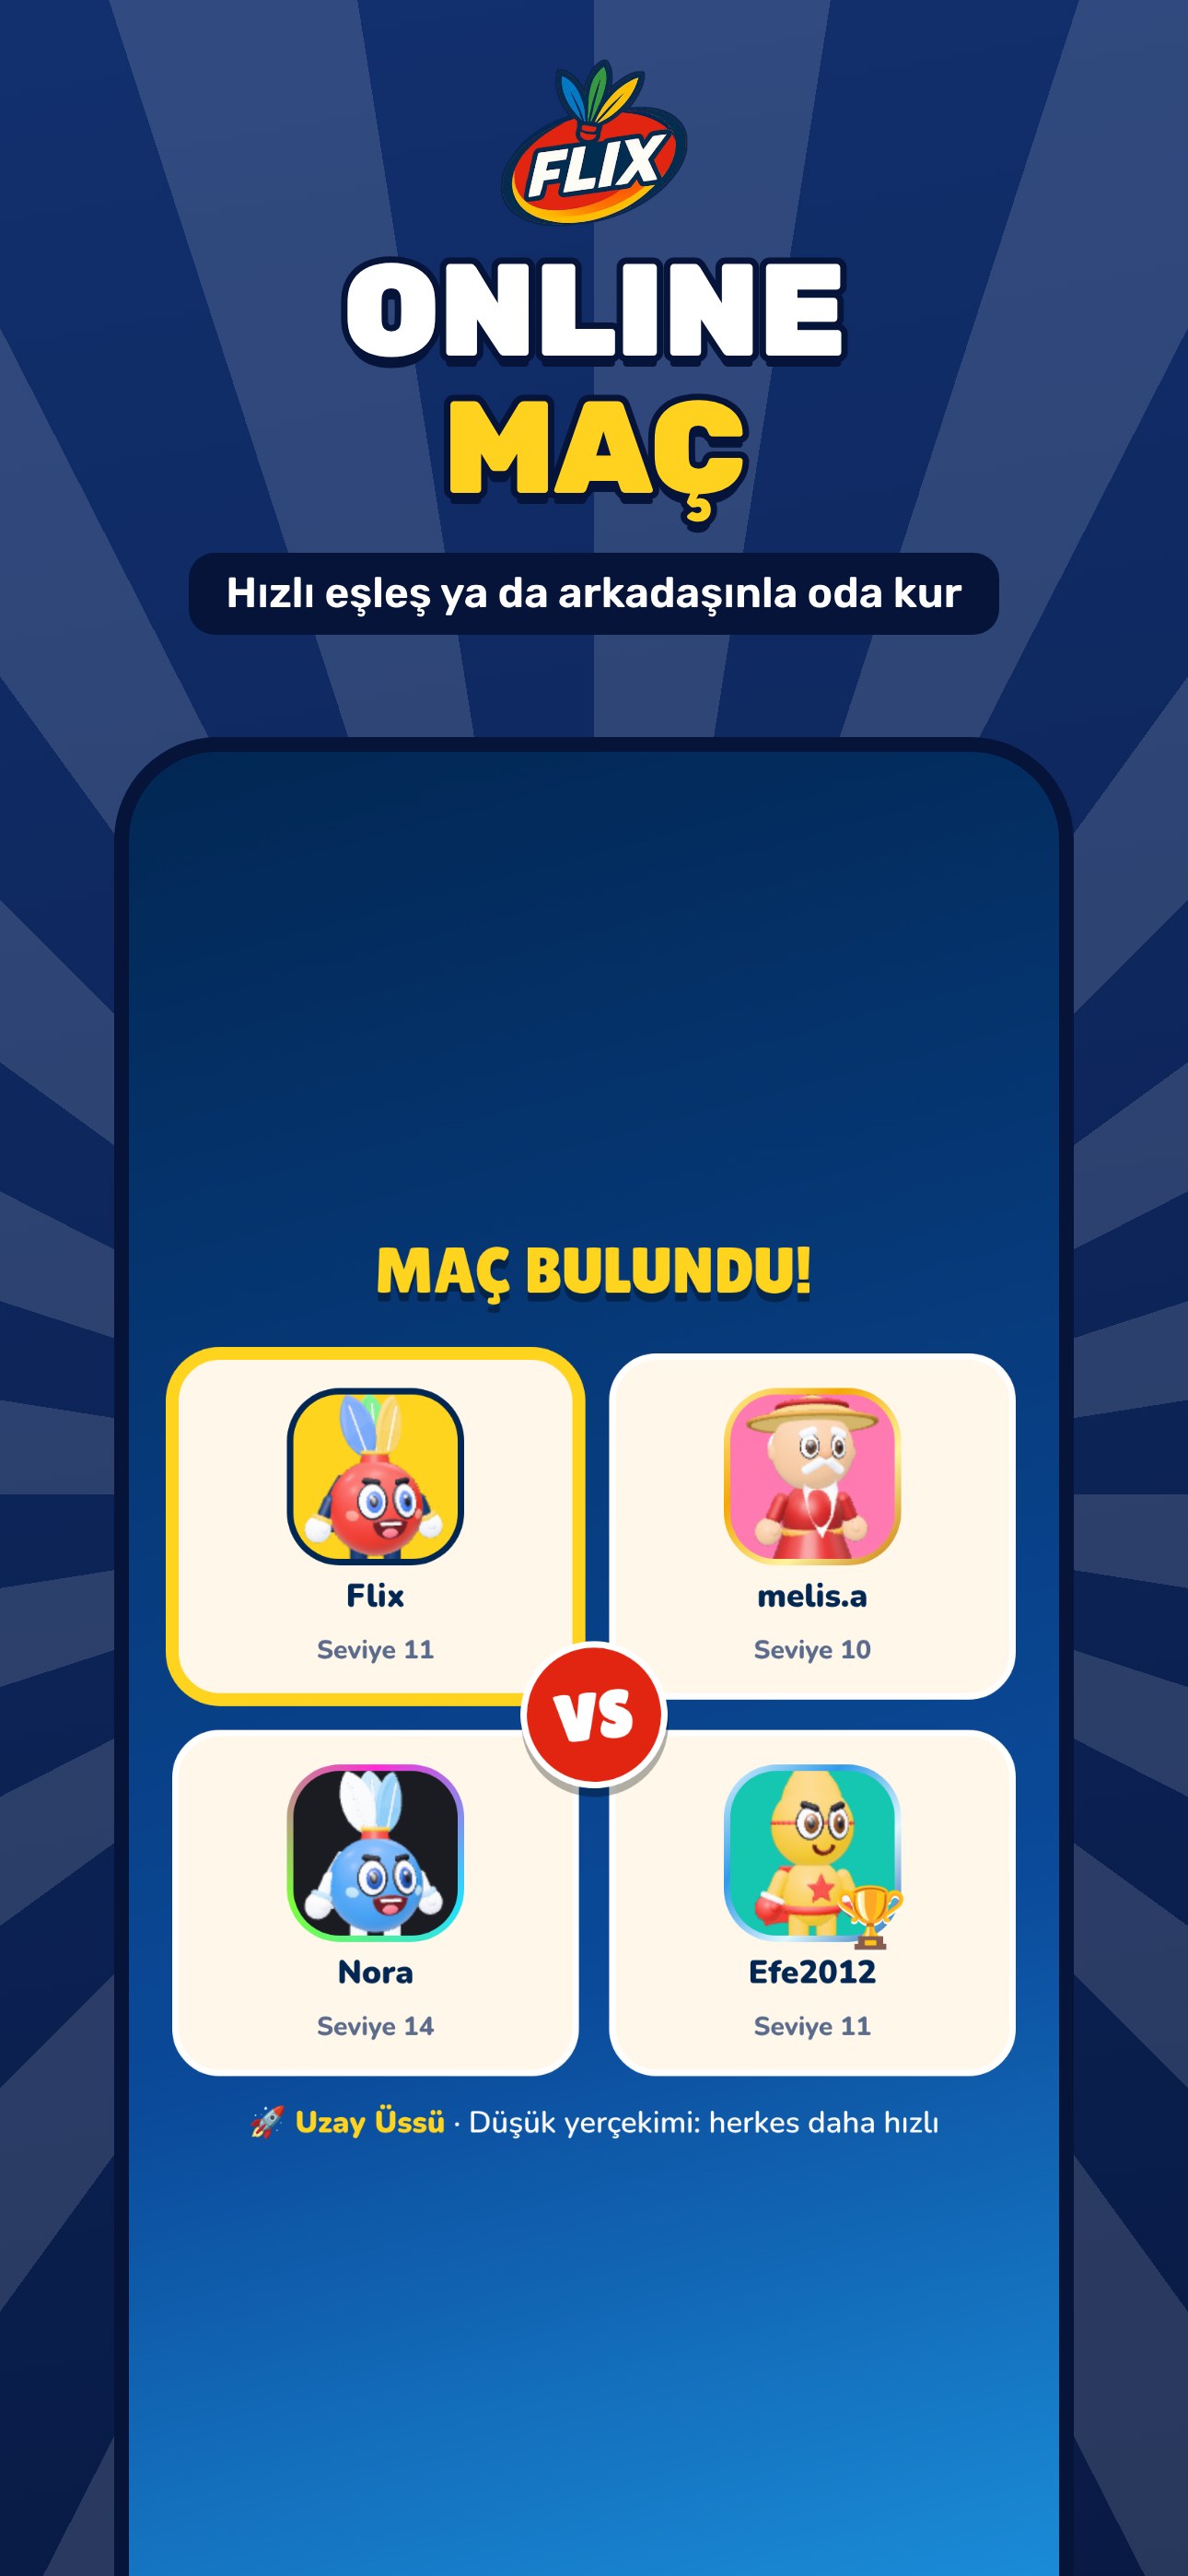 FLIX
ONLINE
MAÇ
Hızlı eşleş ya da arkadaşınla oda kur
MAÇ BULUNDU!
Flix
Seviye 11
melis.a
Seviye 10
VS
Nora
Seviye 14
Efe2012
Seviye 11
🚀 Uzay Üssü · Düşük yerçekimi: herkes daha hızlı